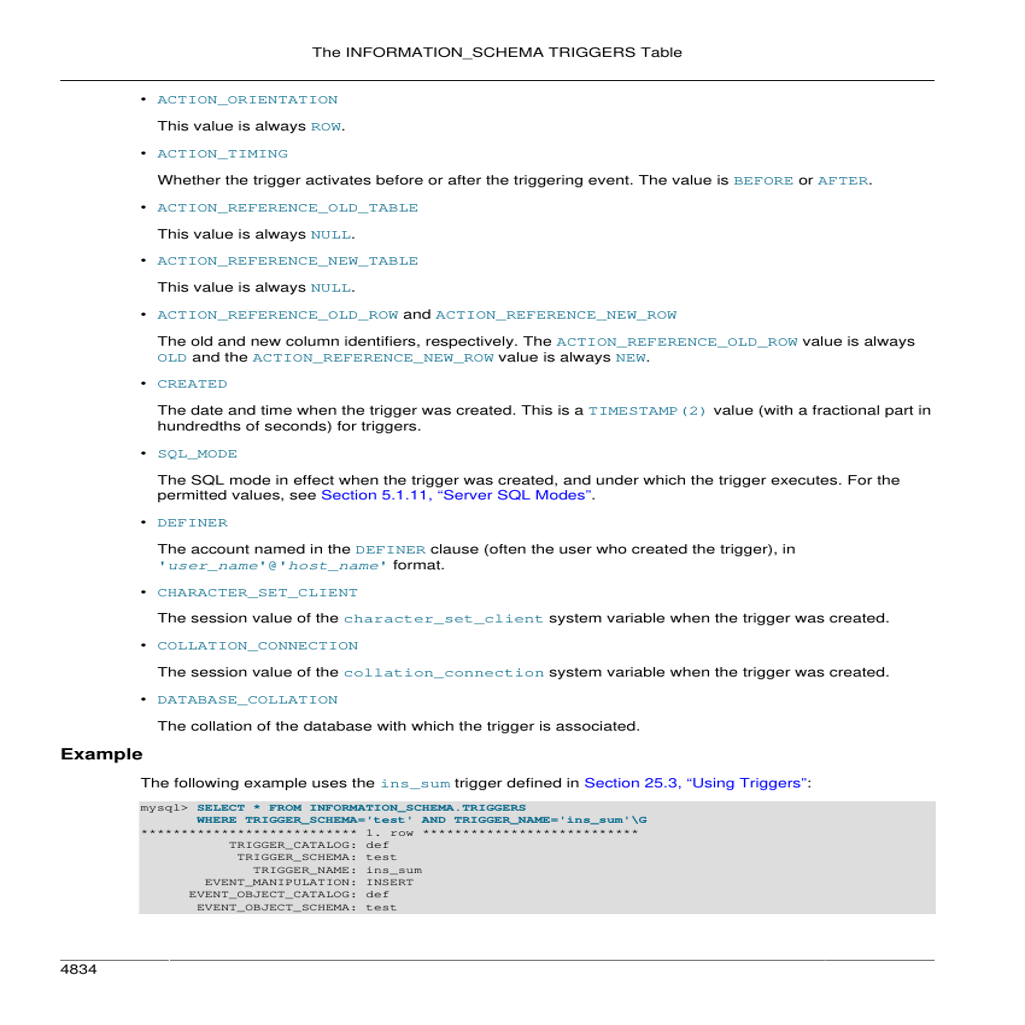 The INFORMATION_SCHEMA TRIGGERS Table
• ACTION_ORIENTATION
This value is always ROW.
• ACTION_TIMING
Whether the trigger activates before or after the triggering event. The value is BEFORE or AFTER.
• ACTION_REFERENCE_OLD_TABLE
This value is always NULL.
• ACTION_REFERENCE_NEW_TABLE
This value is always NULL.
• ACTION_REFERENCE_OLD_ROW and ACTION_REFERENCE_NEW_ROW
The old and new column identifiers, respectively. The ACTION_REFERENCE_OLD_ROW value is always
OLD and the ACTION_REFERENCE_NEW_ROW value is always NEW.
• CREATED
The date and time when the trigger was created. This is a TIMESTAMP(2) value (with a fractional part in
hundredths of seconds) for triggers.
• SQL_MODE
The SQL mode in effect when the trigger was created, and under which the trigger executes. For the
permitted values, see Section 5.1.11, “Server SQL Modes”.
• DEFINER
The account named in the DEFINER clause (often the user who created the trigger), in
'user_name'@'host_name' format.
• CHARACTER_SET_CLIENT
The session value of the character_set_client system variable when the trigger was created.
• COLLATION_CONNECTION
The session value of the collation_connection system variable when the trigger was created.
• DATABASE_COLLATION
The collation of the database with which the trigger is associated.
Example
The following example uses the ins_sum trigger defined in Section 25.3, “Using Triggers”:
mysql> SELECT * FROM INFORMATION_SCHEMA.TRIGGERS
WHERE TRIGGER_SCHEMA='test' AND TRIGGER_NAME='ins_sum'\G
*************************** 1. row ***************************
TRIGGER_CATALOG: def
TRIGGER_SCHEMA: test
TRIGGER_NAME: ins_sum
EVENT_MANIPULATION: INSERT
EVENT_OBJECT_CATALOG: def
EVENT_OBJECT_SCHEMA: test
4834